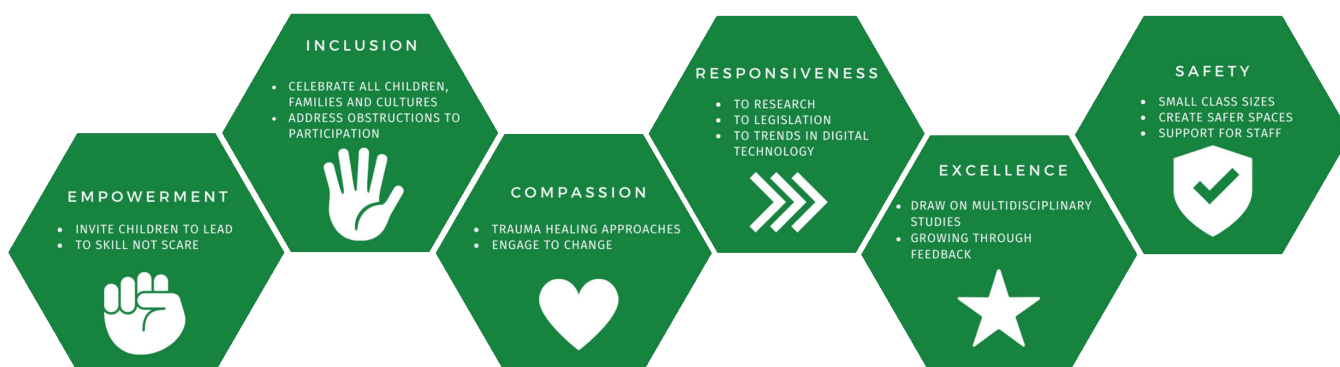 EMPOWERMENT
• INVITE CHILDREN TO LEAD
• TO SKILL NOT SCARE
INCLUSION
• CELEBRATE ALL CHILDREN,
FAMILIES AND CULTURES
• ADDRESS OBSTRUCTIONS TO
PARTICIPATION
COMPASSION
• TRAUMA HEALING APPROACHES
• ENGAGE TO CHANGE
RESPONSIVENESS
• TO RESEARCH
• TO LEGISLATION
• TO TRENDS IN DIGITAL
TECHNOLOGY
EXCELLENCE
• DRAW ON MULTIDISCIPLINARY
STUDIES
• GROWING THROUGH
FEEDBACK
SAFETY
• SMALL CLASS SIZES
• CREATE SAFER SPACES
• SUPPORT FOR STAFF